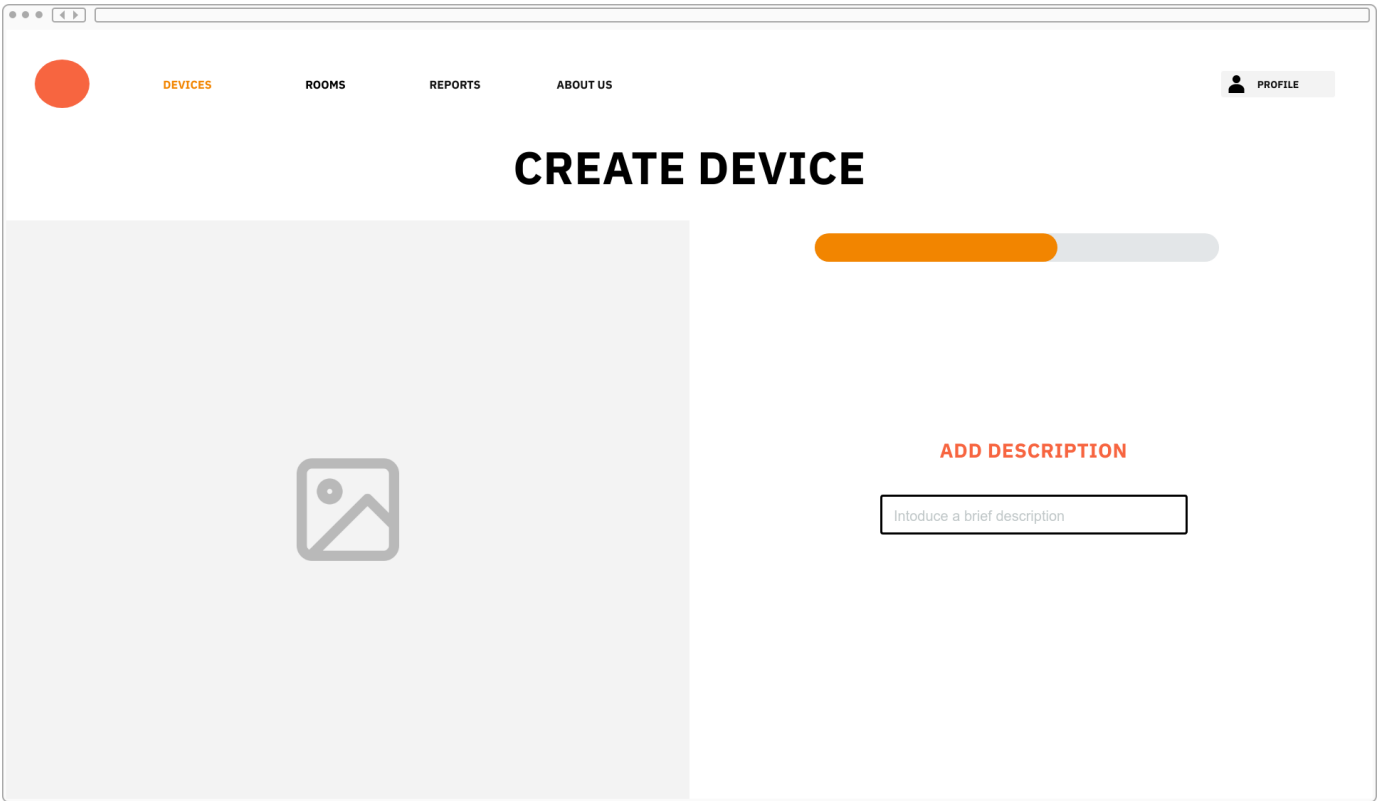 DEVICES ROOMS REPORTS ABOUT US PROFILE
CREATE DEVICE
ADD DESCRIPTION
Intoduce a brief description